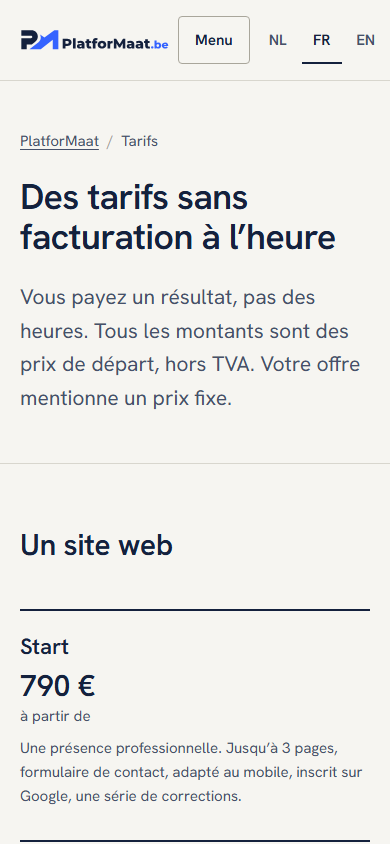 PlatforMaat.be
Menu
NL
FR
EN
PlatforMaat / Tarifs
Des tarifs sans
facturation à l’heure
Vous payez un résultat, pas des
heures. Tous les montants sont des
prix de départ, hors TVA. Votre offre
mentionne un prix fixe.
Un site web
Start
790 €
à partir de
Une présence professionnelle. Jusqu’à 3 pages,
formulaire de contact, adapté au mobile, inscrit sur
Google, une série de corrections.